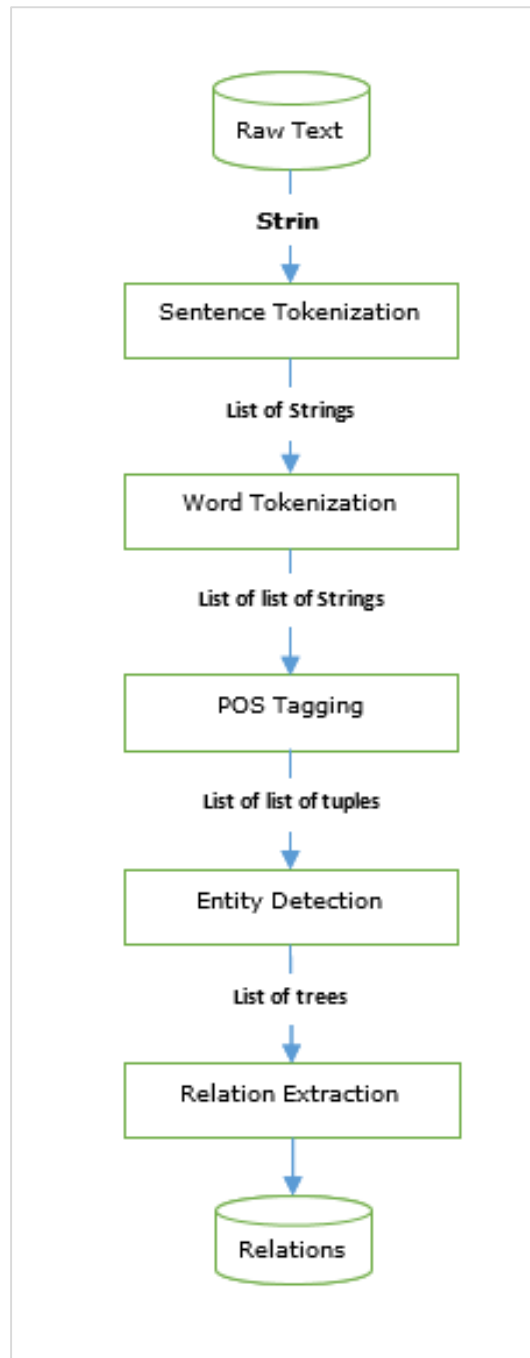 Raw Text
Strin
Sentence Tokenization
List of Strings
Word Tokenization
List of list of Strings
POS Tagging
List of list of tuples
Entity Detection
List of trees
Relation Extraction
Relations